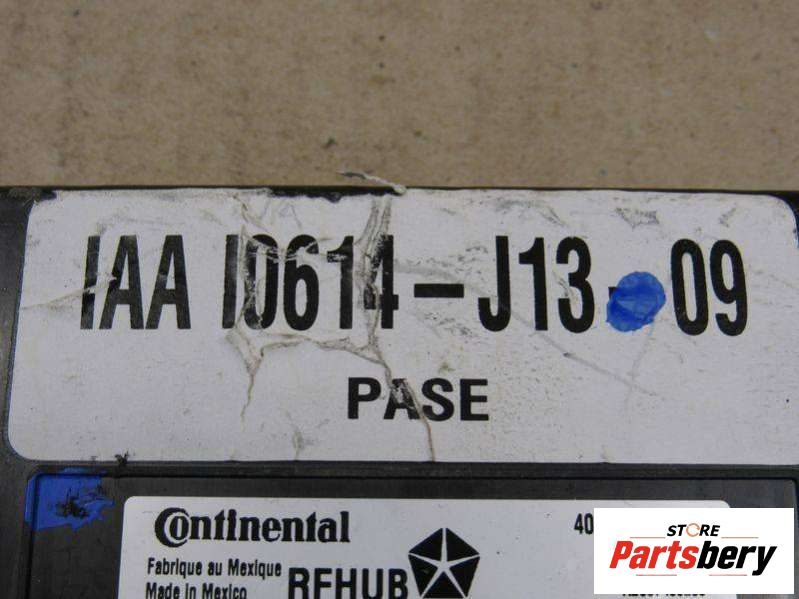 IAA I0614-J13-09
PASE
Continental
40
Fabrique au Mexique
Made in Mexico
RFHUB
STORE
Partsbery